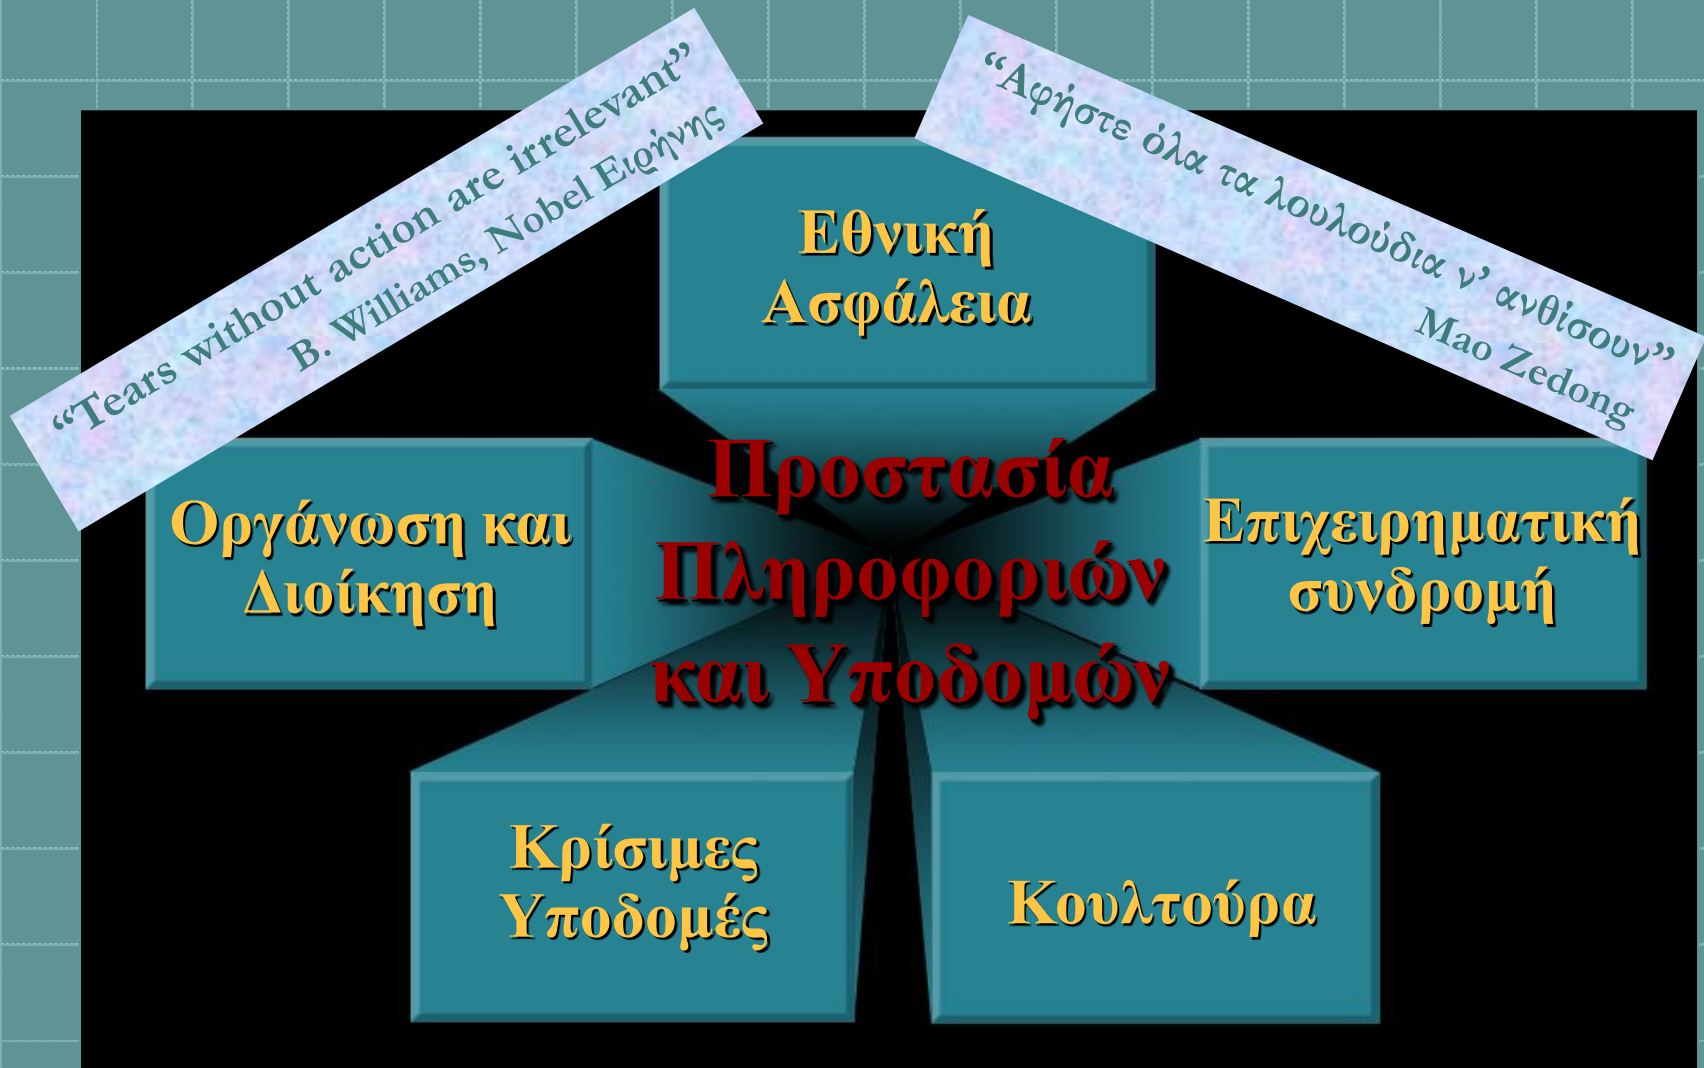 “Tears without action are irrelevant”
B. Williams, Nobel Ειρήνης
“Αφήστε όλα τα λουλούδια ν’ ανθίσουν”
Mao Zedong
Εθνική
Ασφάλεια
Οργάνωση και
Διοίκηση
Προστασία
Πληροφοριών
και Υποδομών
Επιχειρηματική
συνδρομή
Κρίσιμες
Υποδομές
Κουλτούρα